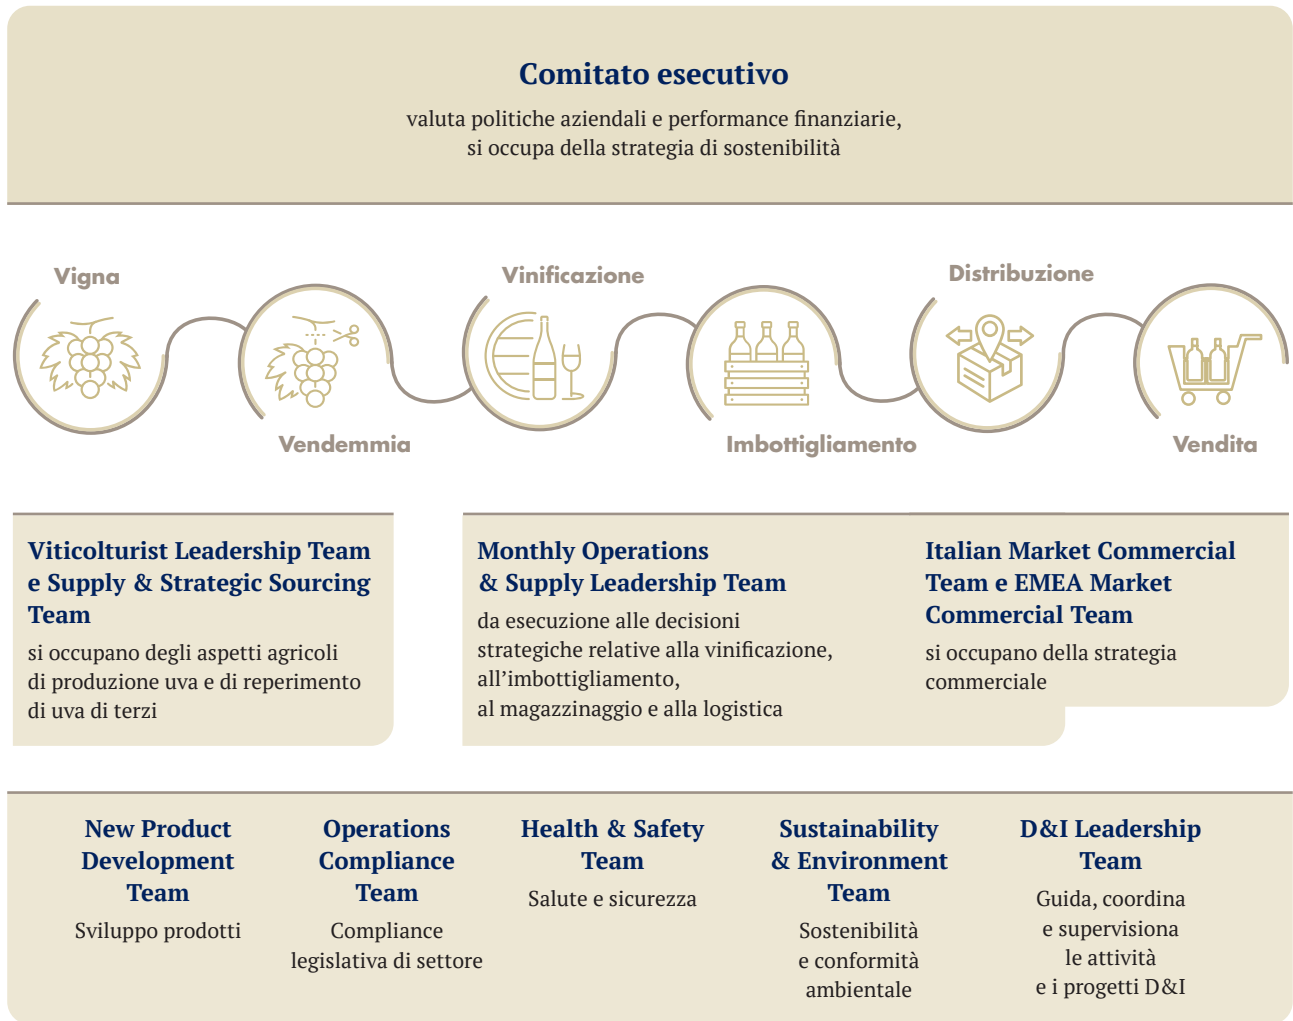 Comitato esecutivo
valuta politiche aziendali e performance finanziarie,
si occupa della strategia di sostenibilità
Vigna
Vendemmia
Vinificazione
Imbottigliamento
Distribuzione
Vendita
Viticolturist Leadership Team
e Supply & Strategic Sourcing
Team
si occupano degli aspetti agricoli
di produzione uva e di reperimento
di uva di terzi
Monthly Operations
& Supply Leadership Team
da esecuzione alle decisioni
strategiche relative alla vinificazione,
all’imbottigliamento,
al magazzinaggio e alla logistica
Italian Market Commercial
Team e EMEA Market
Commercial Team
si occupano della strategia
commerciale
New Product
Development
Team
Sviluppo prodotti
Operations
Compliance
Team
Compliance
legislativa di settore
Health & Safety
Team
Salute e sicurezza
Sustainability
& Environment
Team
Sostenibilità
e conformità
ambientale
D&I Leadership
Team
Guida, coordina
e supervisiona
le attività
e i progetti D&I